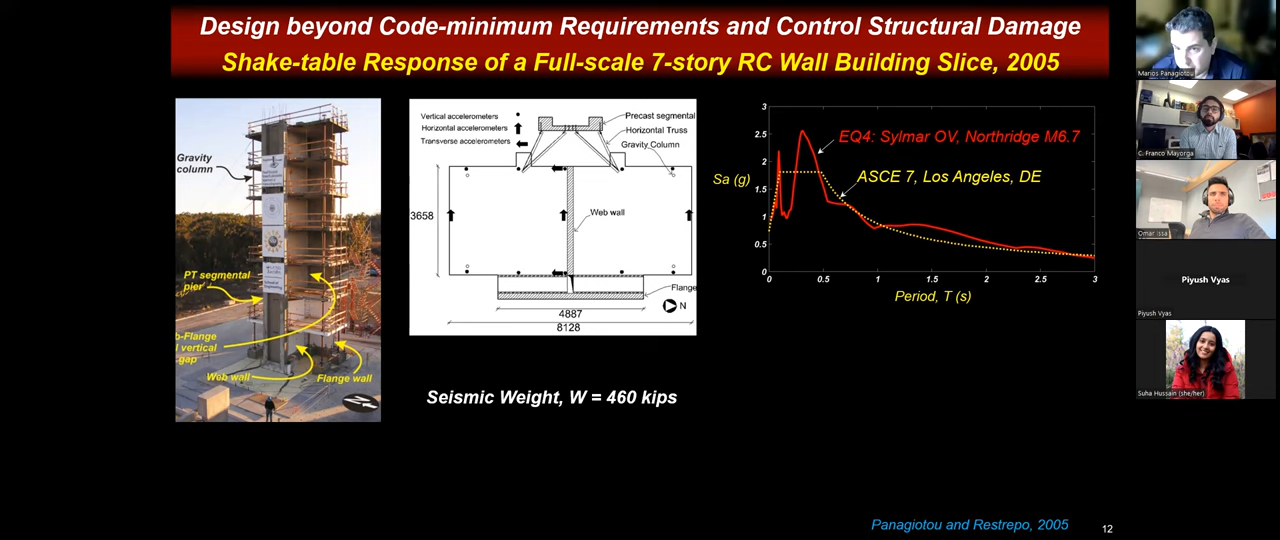 Design beyond Code-minimum Requirements and Control Structural Damage
Shake-table Response of a Full-scale 7-story RC Wall Building Slice, 2005
Gravity
column
PT segmental
pier
b-Flange
l vertical
gap
Web wall
Flange wall
N
Vertical accelerometers
Horizontal accelerometers
Transverse accelerometers
Precast segmental
Horizontal Truss
Gravity Column
3658
Web wall
Flange
N
4887
8128
Seismic Weight, W = 460 kips
3
2.5
2
1.5
1
0.5
0
Sa (g)
EQ4: Sylmar OV, Northridge M6.7
ASCE 7, Los Angeles, DE
0 0.5 1 1.5 2 2.5 3
Period, T (s)
Panagiotou and Restrepo, 2005
12
Marios Panagiotou
C. Franco Mayorga
Omar Issa
Piyush Vyas
Piyush Vyas
Suha Hussain (she/her)